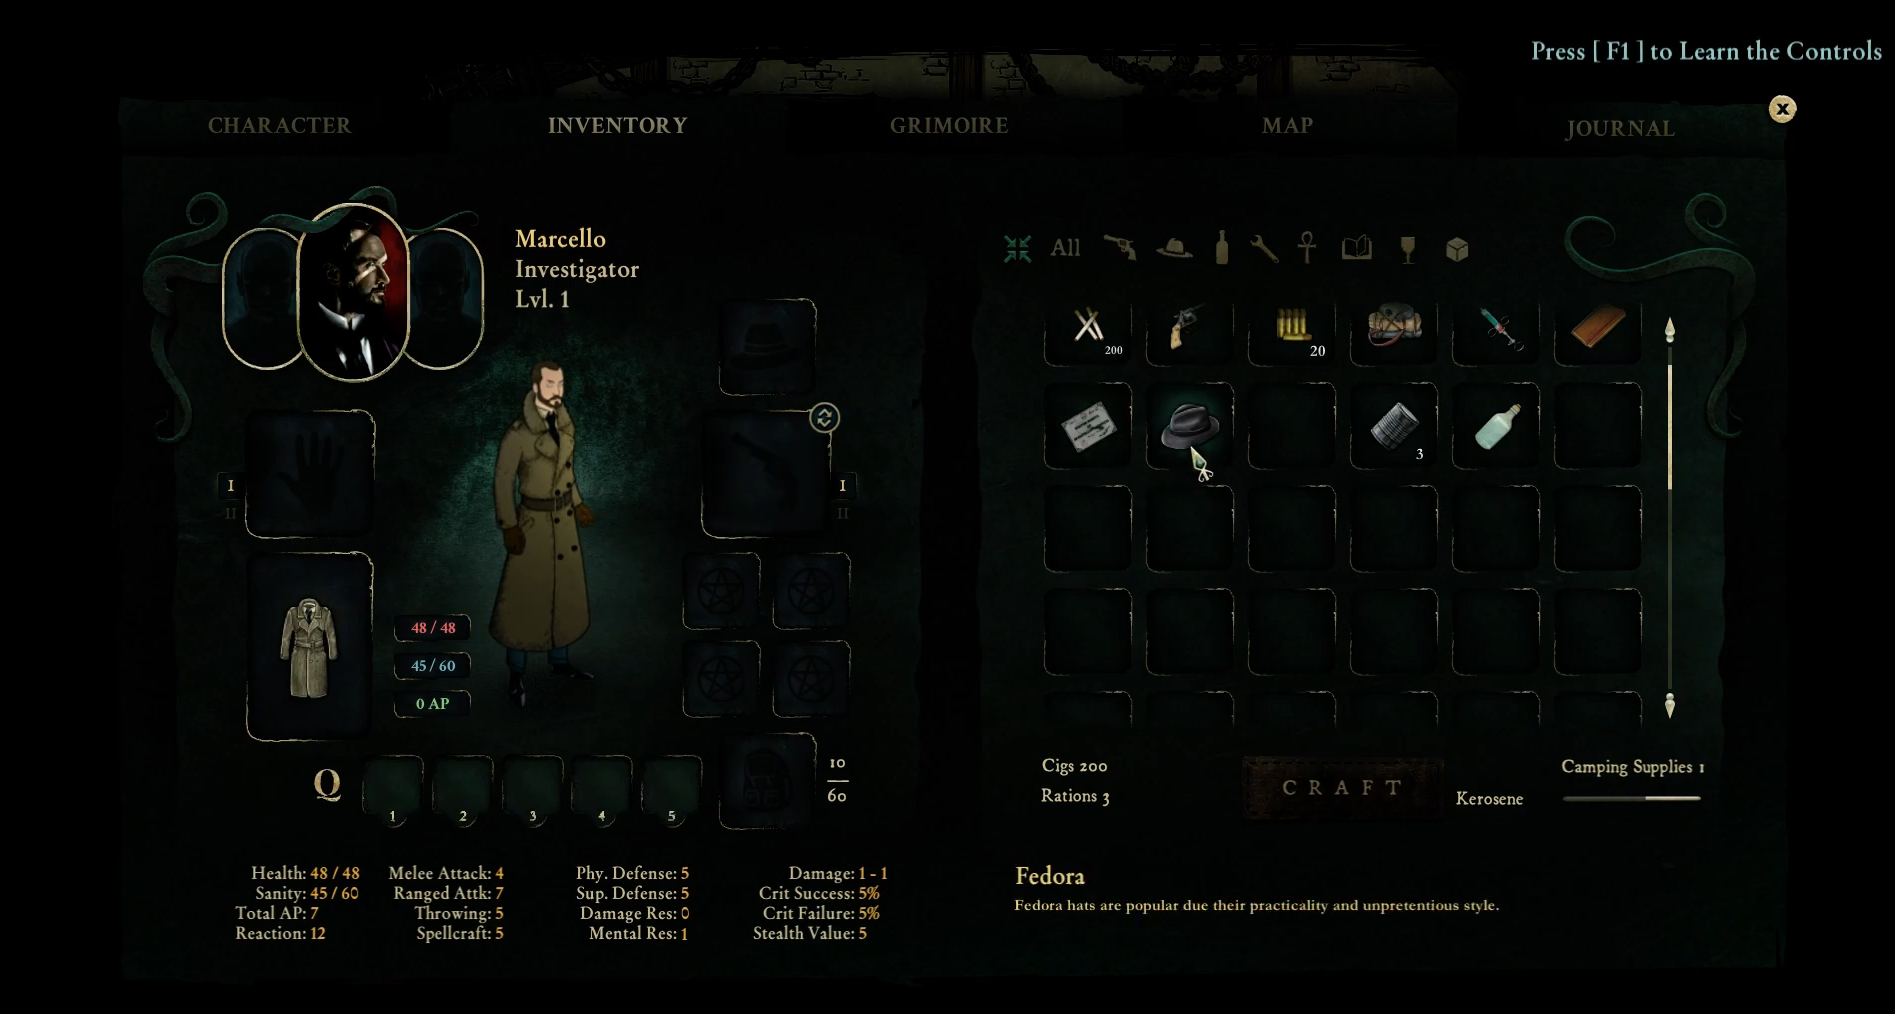 Press [ F1 ] to Learn the Controls
CHARACTER
INVENTORY
GRIMOIRE
MAP
JOURNAL
x
Marcello
Investigator
Lvl. 1
All
200
20
3
I
II
I
II
48 / 48
45 / 60
0 AP
Q
1
2
3
4
5
10
60
Cigs 200
Rations 3
CRAFT
Kerosene
Camping Supplies 1
Health: 48 / 48
Sanity: 45 / 60
Total AP: 7
Reaction: 12
Melee Attack: 4
Ranged Attk: 7
Throwing: 5
Spellcraft: 5
Phy. Defense: 5
Sup. Defense: 5
Damage Res: 0
Mental Res: 1
Damage: 1 - 1
Crit Success: 5%
Crit Failure: 5%
Stealth Value: 5
Fedora
Fedora hats are popular due their practicality and unpretentious style.